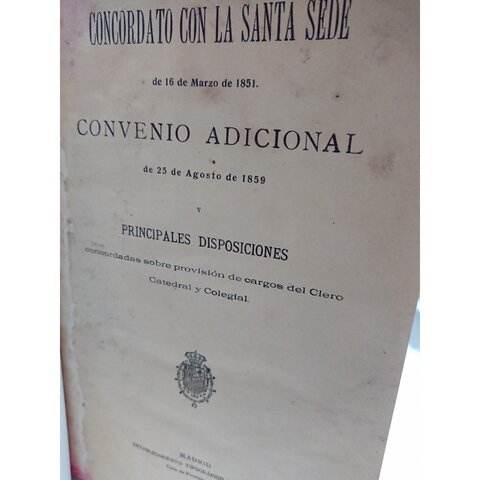 CONCORDATO CON LA SANTA SEDE
de 16 de Marzo de 1851.
CONVENIO ADICIONAL
de 25 de Agosto de 1859
Y
PRINCIPALES DISPOSICIONES
concordadas sobre provisión de cargos del Clero
Catedral y Colegial.
MADRID
ESTABLECIMIENTO TIPOGRÁFICO